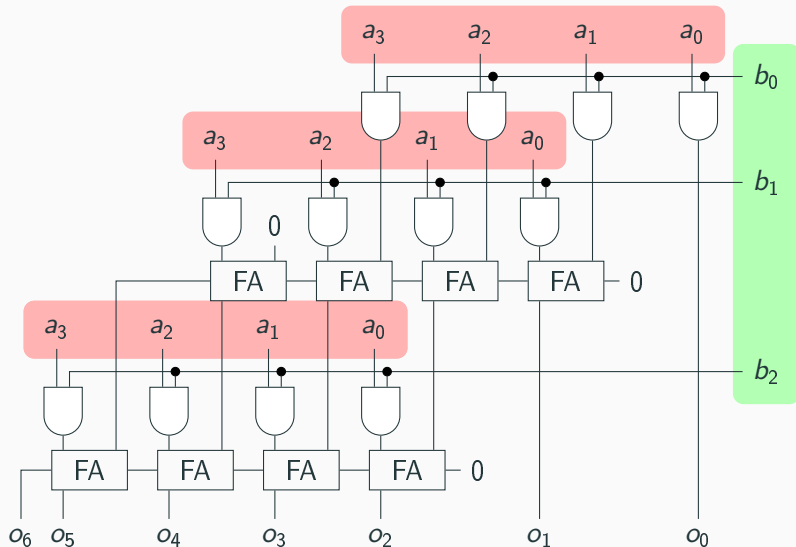 a₃ a₂ a₁ a₀
b₀
a₃ a₂ a₁ a₀
b₁
0
FA FA FA FA 0
a₃ a₂ a₁ a₀
b₂
FA FA FA FA 0
o₆ o₅ o₄ o₃ o₂ o₁ o₀